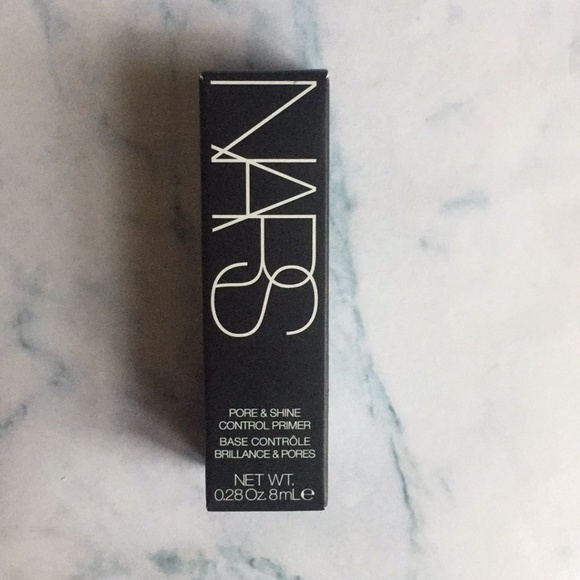 NARS
PORE & SHINE
CONTROL PRIMER
BASE CONTRÔLE
BRILLANCE & PORES
NET WT.
0.28 Oz. 8mL℮